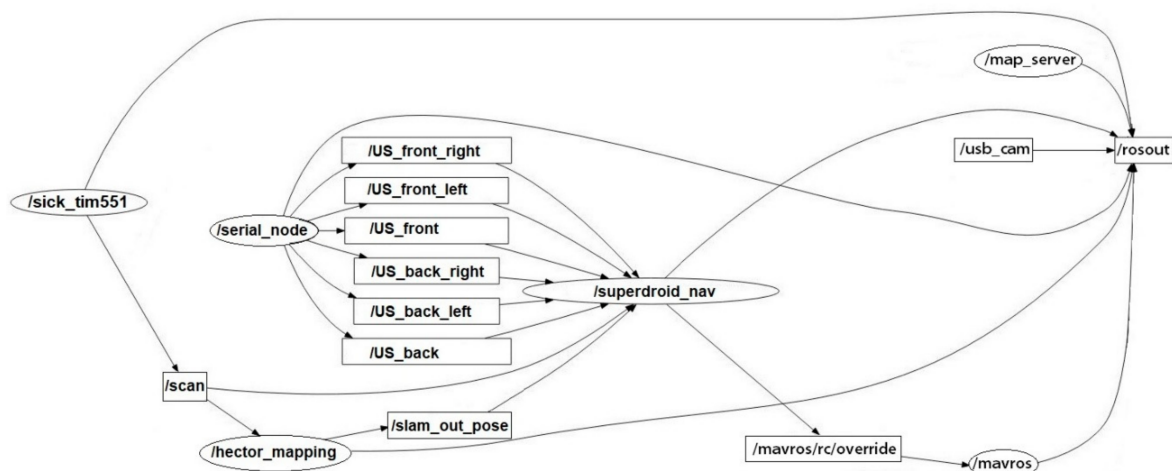 /map_server
/US_front_right
/usb_cam
/rosout
/US_front_left
/sick_tim551
/serial_node
/US_front
/US_back_right
/superdroid_nav
/US_back_left
/US_back
/scan
/slam_out_pose
/hector_mapping
/mavros/rc/override
/mavros